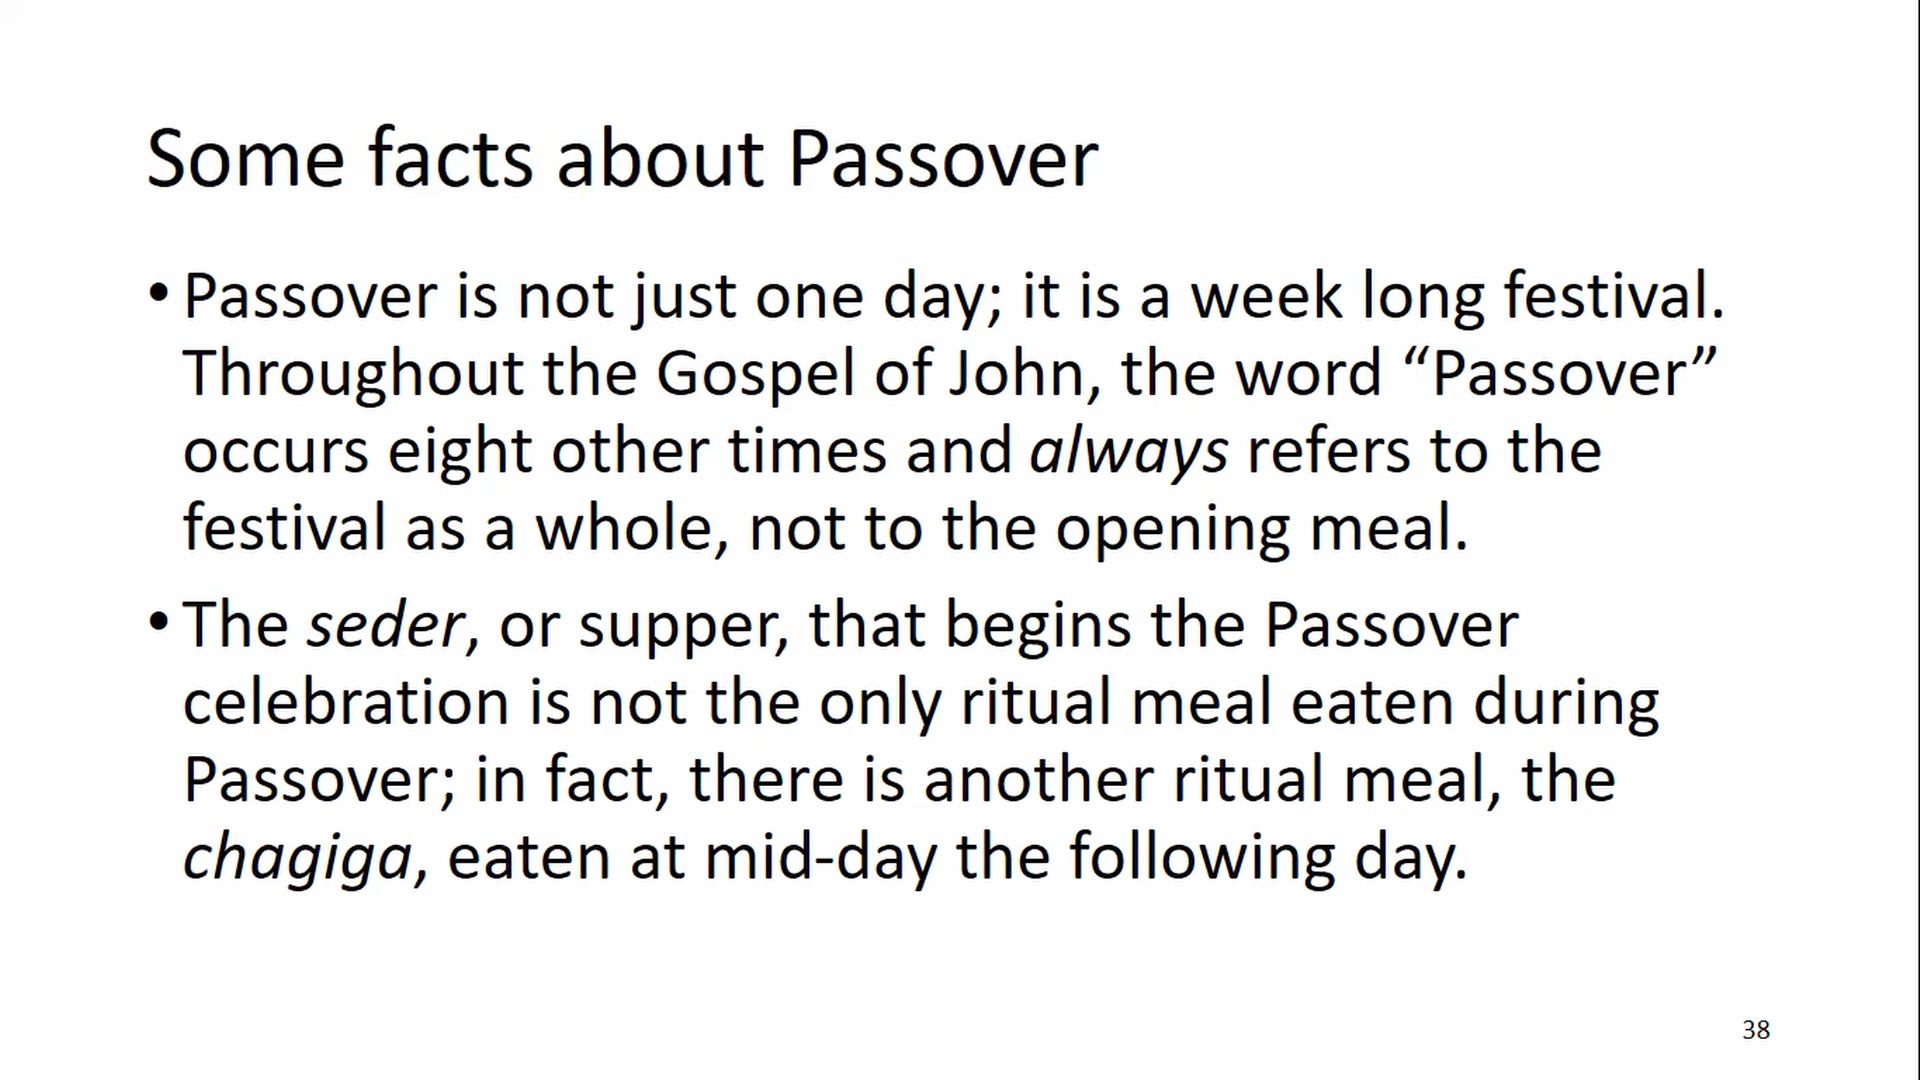 Some facts about Passover
• Passover is not just one day; it is a week long festival.
Throughout the Gospel of John, the word “Passover”
occurs eight other times and always refers to the
festival as a whole, not to the opening meal.
• The seder, or supper, that begins the Passover
celebration is not the only ritual meal eaten during
Passover; in fact, there is another ritual meal, the
chagiga, eaten at mid-day the following day.
38